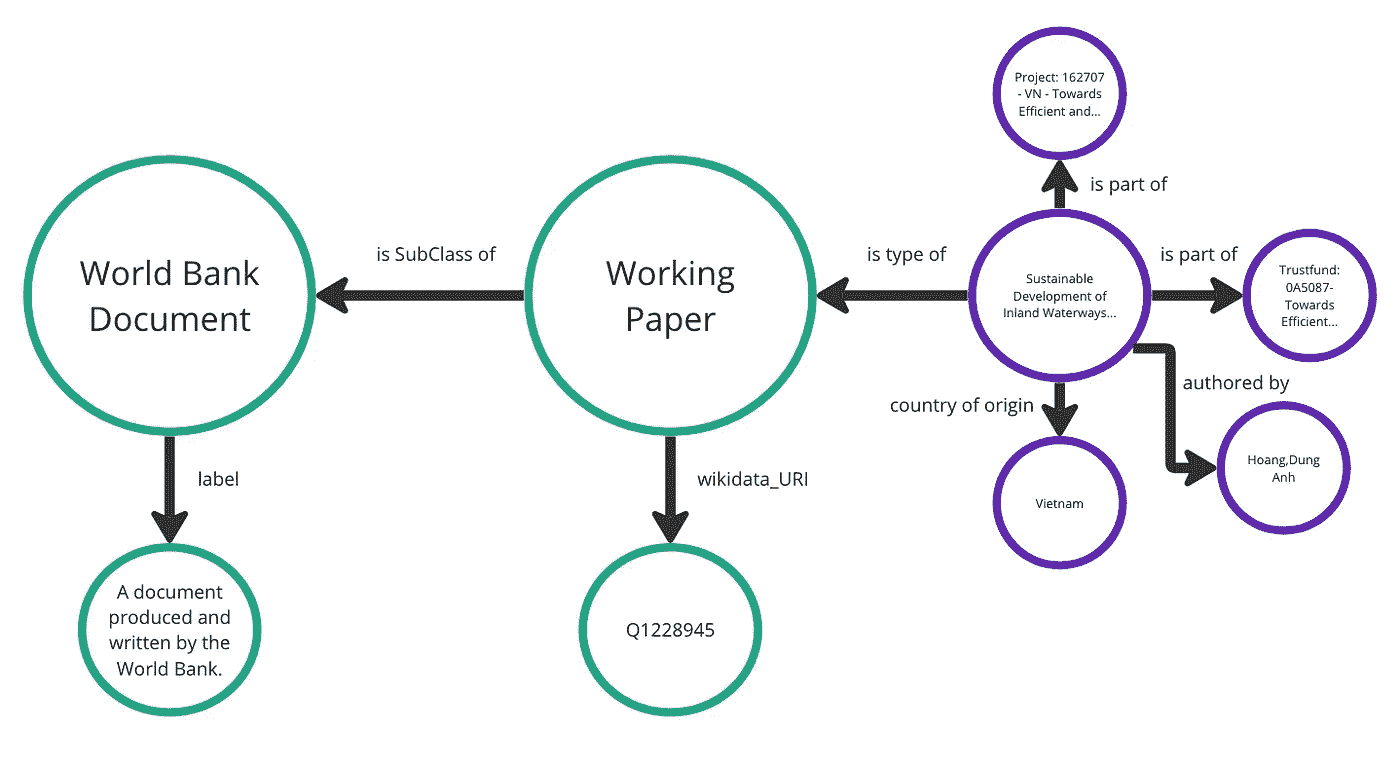 Project: 162707
- VN - Towards
Efficient and...
is part of
World Bank
Document
is SubClass of
Working
Paper
is type of
Sustainable
Development of
Inland Waterways...
is part of
Trustfund:
0A5087-
Towards
Efficient...
authored by
country of origin
Hoang,Dung
Anh
Vietnam
label
wikidata_URI
A document
produced and
written by the
World Bank.
Q1228945